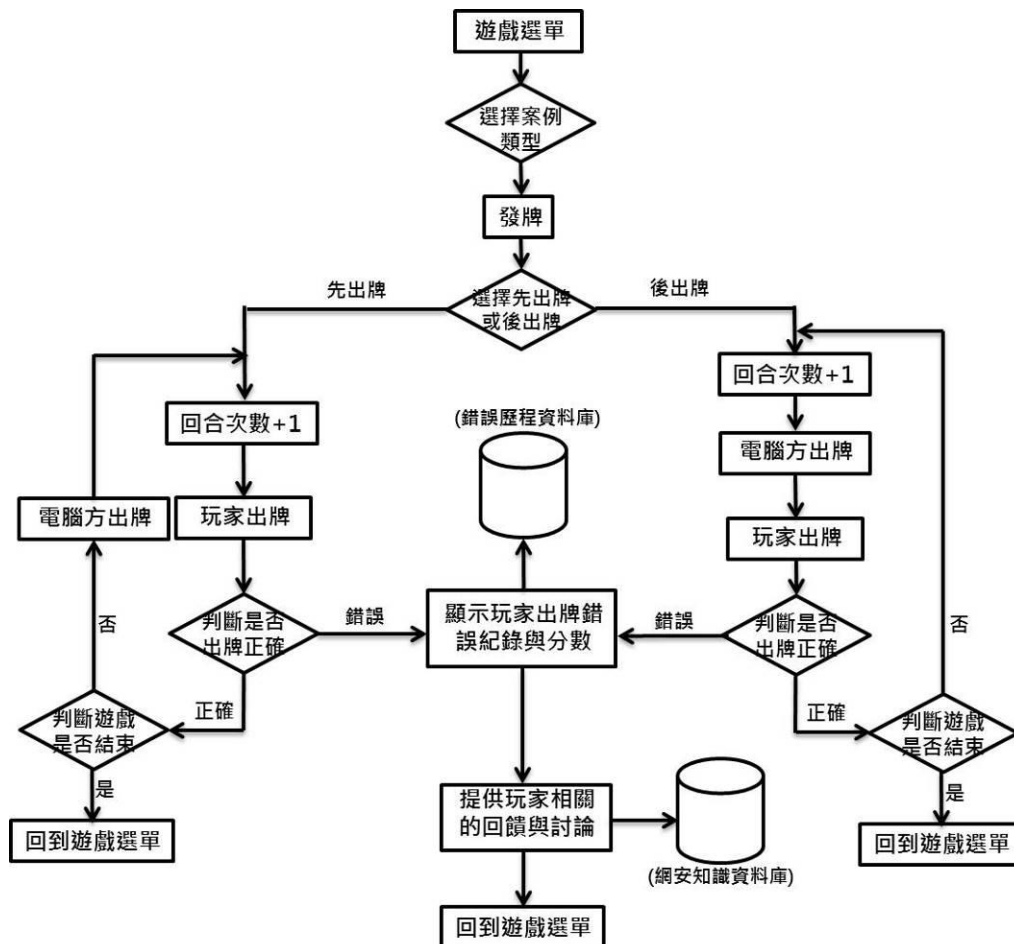 遊戲選單
選擇案例
類型
發牌
先出牌
選擇先出牌
或後出牌
後出牌
回合次數+1
回合次數+1
(錯誤歷程資料庫)
電腦方出牌
電腦方出牌
玩家出牌
玩家出牌
否
判斷是否
出牌正確
錯誤
顯示玩家出牌錯
誤紀錄與分數
錯誤
判斷是否
出牌正確
否
判斷遊戲
是否結束
正確
正確
判斷遊戲
是否結束
是
提供玩家相關
的回饋與討論
是
回到遊戲選單
回到遊戲選單
(網安知識資料庫)
回到遊戲選單